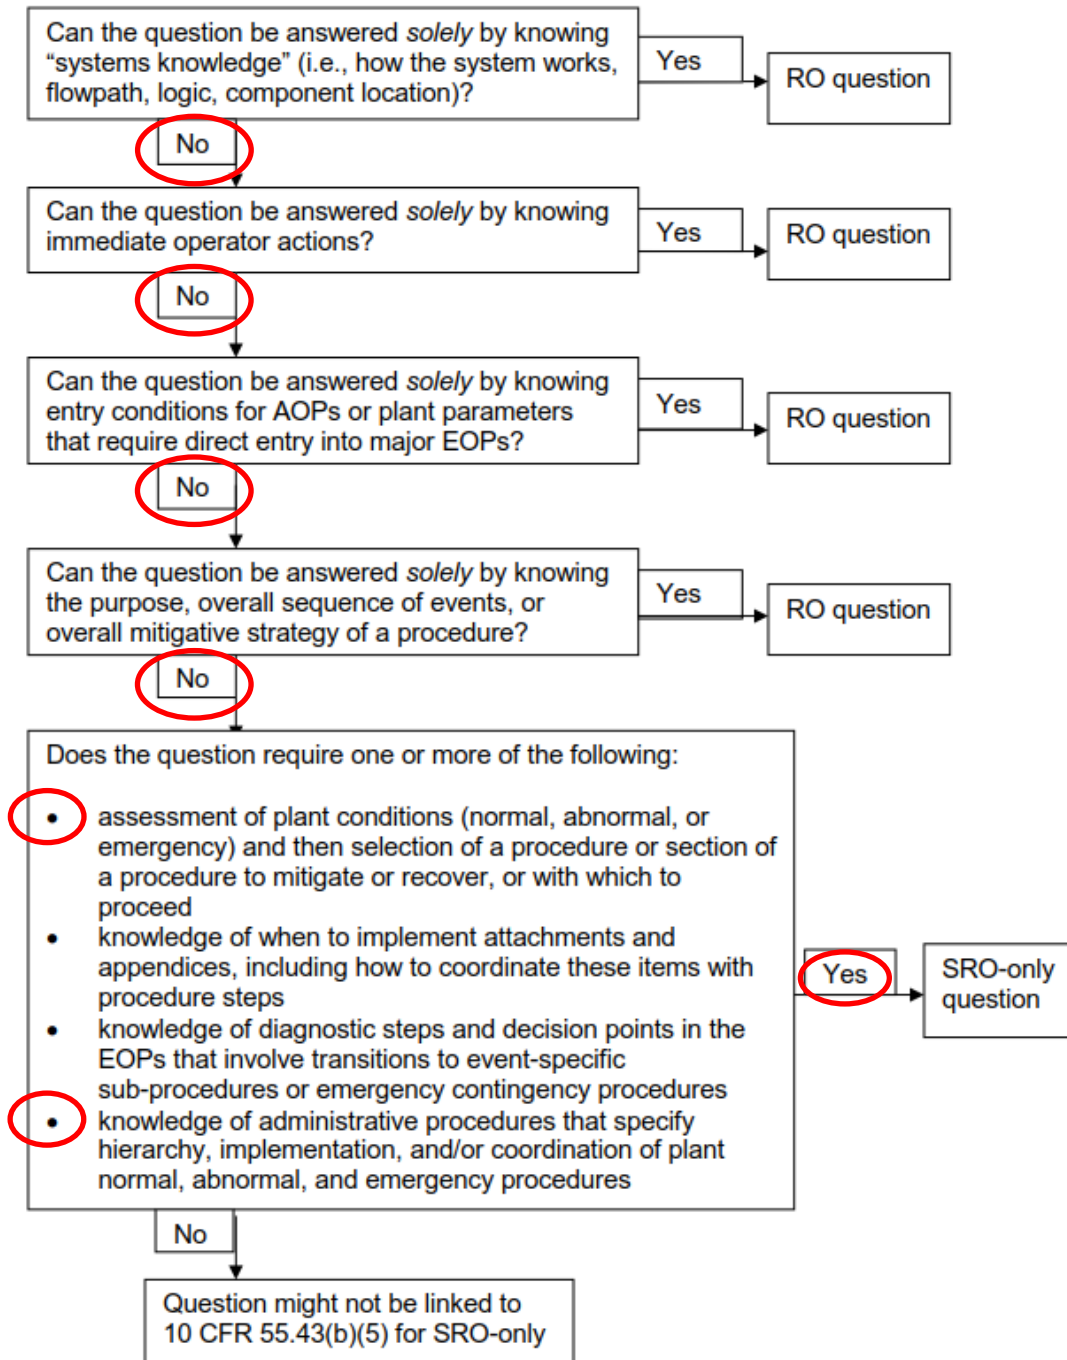 Can the question be answered solely by knowing
“systems knowledge” (i.e., how the system works,
flowpath, logic, component location)?
Yes
RO question
No
Can the question be answered solely by knowing
immediate operator actions?
Yes
RO question
No
Can the question be answered solely by knowing
entry conditions for AOPs or plant parameters
that require direct entry into major EOPs?
Yes
RO question
No
Can the question be answered solely by knowing
the purpose, overall sequence of events, or
overall mitigative strategy of a procedure?
Yes
RO question
No
Does the question require one or more of the following:
• assessment of plant conditions (normal, abnormal, or
emergency) and then selection of a procedure or section of
a procedure to mitigate or recover, or with which to
proceed
• knowledge of when to implement attachments and
appendices, including how to coordinate these items with
procedure steps
• knowledge of diagnostic steps and decision points in the
EOPs that involve transitions to event-specific
sub-procedures or emergency contingency procedures
• knowledge of administrative procedures that specify
hierarchy, implementation, and/or coordination of plant
normal, abnormal, and emergency procedures
Yes
SRO-only
question
No
Question might not be linked to
10 CFR 55.43(b)(5) for SRO-only